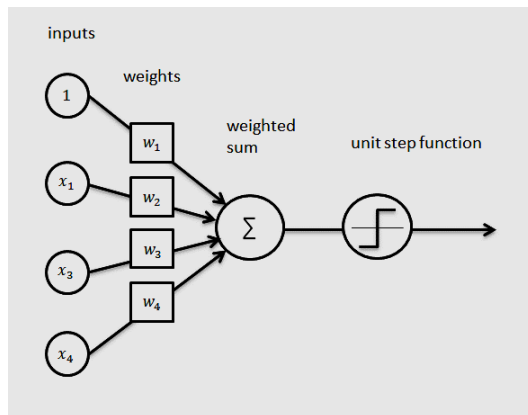 inputs
weights
weighted
sum
unit step function
1
w₁
x₁
w₂
Σ
w₃
x₃
w₄
x₄